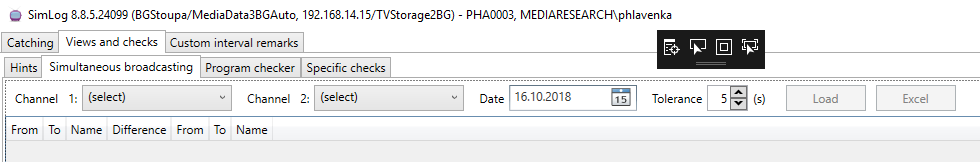 SimLog 8.8.5.24099 (BGStoupa/MediaData3BGAuto, 192.168.14.15/TVStorage2BG) - PHA0003, MEDIARESEARCH\phlavenka
Catching Views and checks Custom interval remarks
Hints Simultaneous broadcasting Program checker Specific checks
Channel 1: (select) Channel 2: (select) Date 16.10.2018 15 Tolerance 5 (s) Load Excel
From To Name Difference From To Name